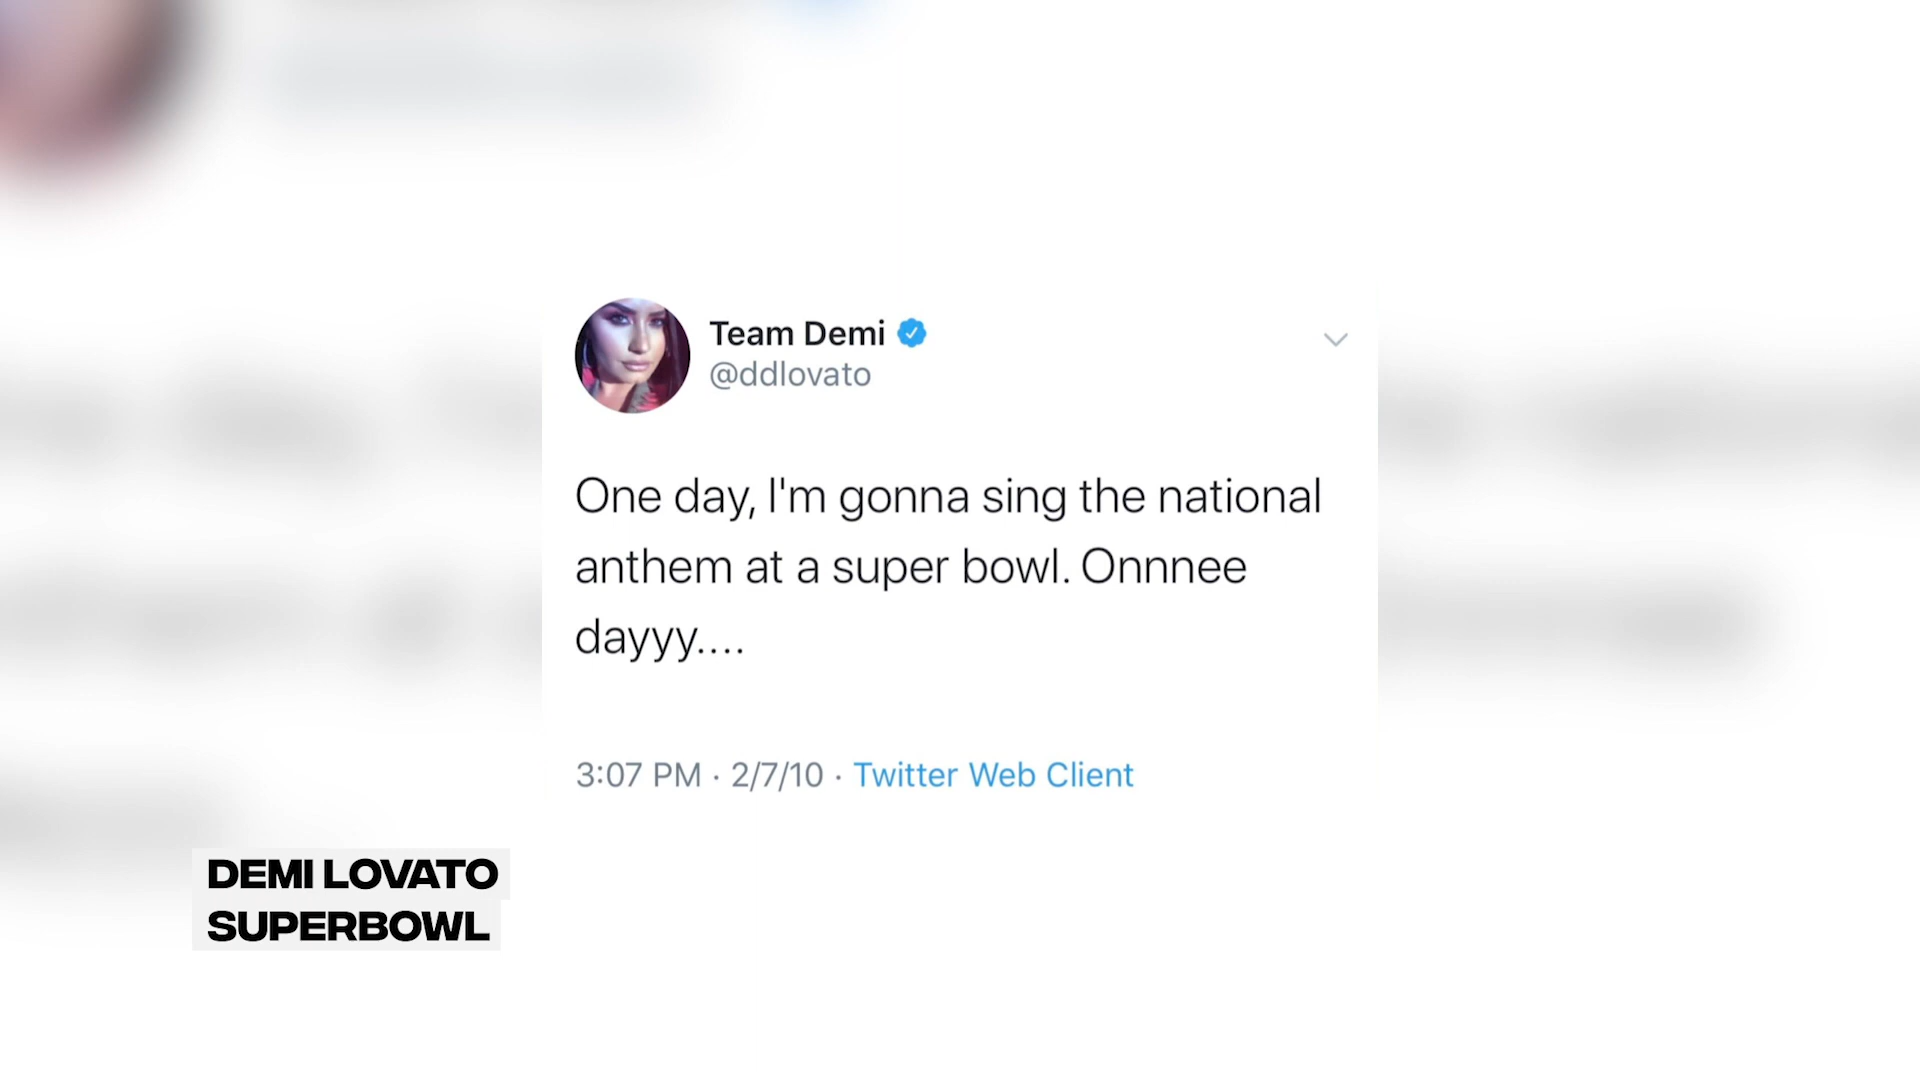 Team Demi
@ddlovato
One day, I'm gonna sing the national
anthem at a super bowl. Onnnee
dayyy....
3:07 PM · 2/7/10 · Twitter Web Client
DEMI LOVATO
SUPERBOWL